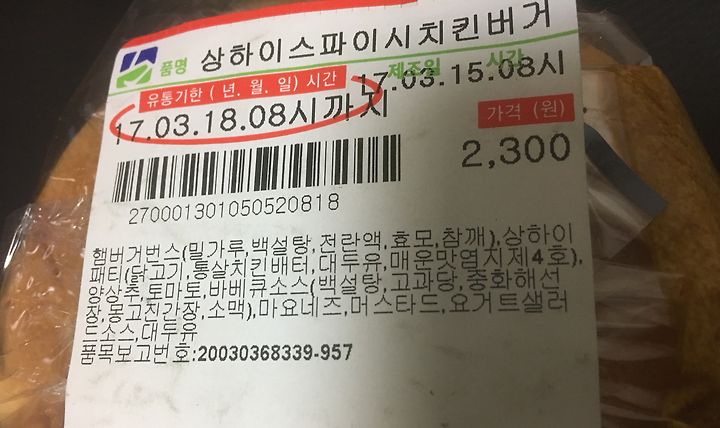 품명 상하이스파이시치킨버거
제조일 시간
유통기한 ( 년. 월. 일) 시간 17.03.15.08시
17.03.18.08시까지
가격 (원)
2,300
270001301050520818
햄버거번스(밀가루,백설탕,전란액,효모,참깨),상하이
패티(닭고기,통살치킨배터,대두유,매운맛염지제4호),
양상추,토마토,바베큐소스(백설탕,고과당,중화해선
장,몽고진간장,소맥),마요네즈,머스타드,요거트샐러
드소스,대두유
품목보고번호:20030368339-957